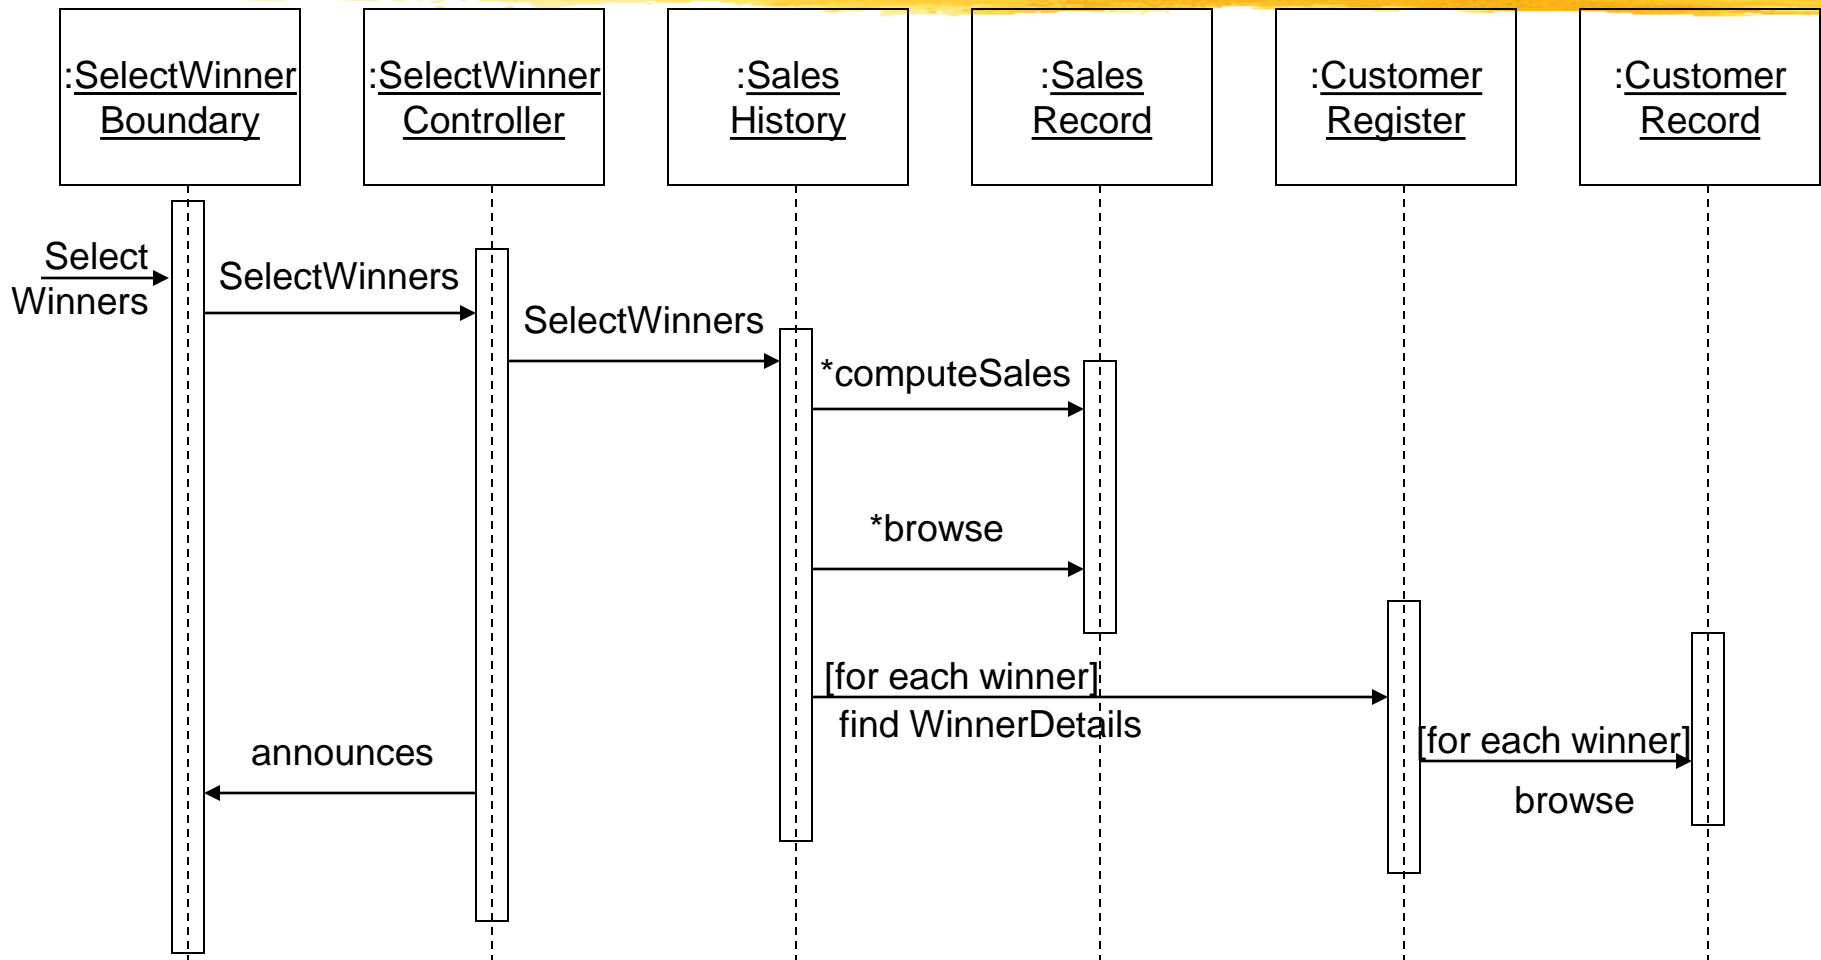 :SelectWinner
Boundary
:SelectWinner
Controller
:Sales
History
:Sales
Record
:Customer
Register
:Customer
Record
Select
Winners
SelectWinners
SelectWinners
*computeSales
*browse
[for each winner]
find WinnerDetails
announces
[for each winner]
browse